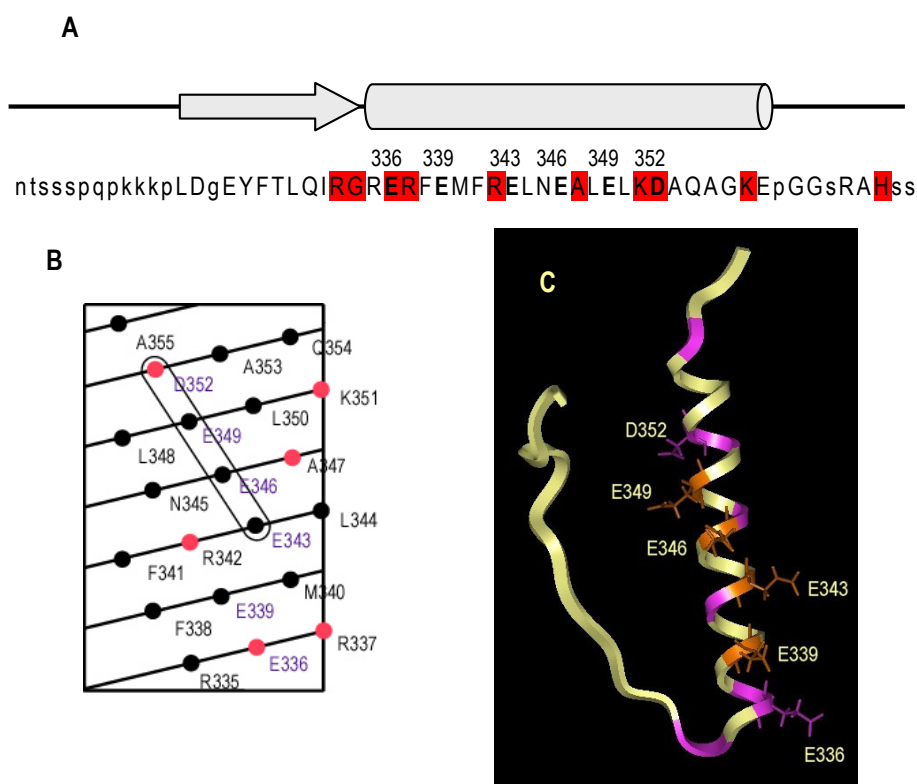 A
336 339 343 346 349 352
ntssspqpkkkpLDgEYFTLQIRGRERFEMFRELNEALELKDAQAGKEpGGsRAHss
B
C
A355
Q354
A353
D352
K351
L350
E349
L348
A347
E346
N345
L344
E343
R342
F341
M340
E339
F338
R337
E336
R335
D352
E349
E346
E343
E339
E336